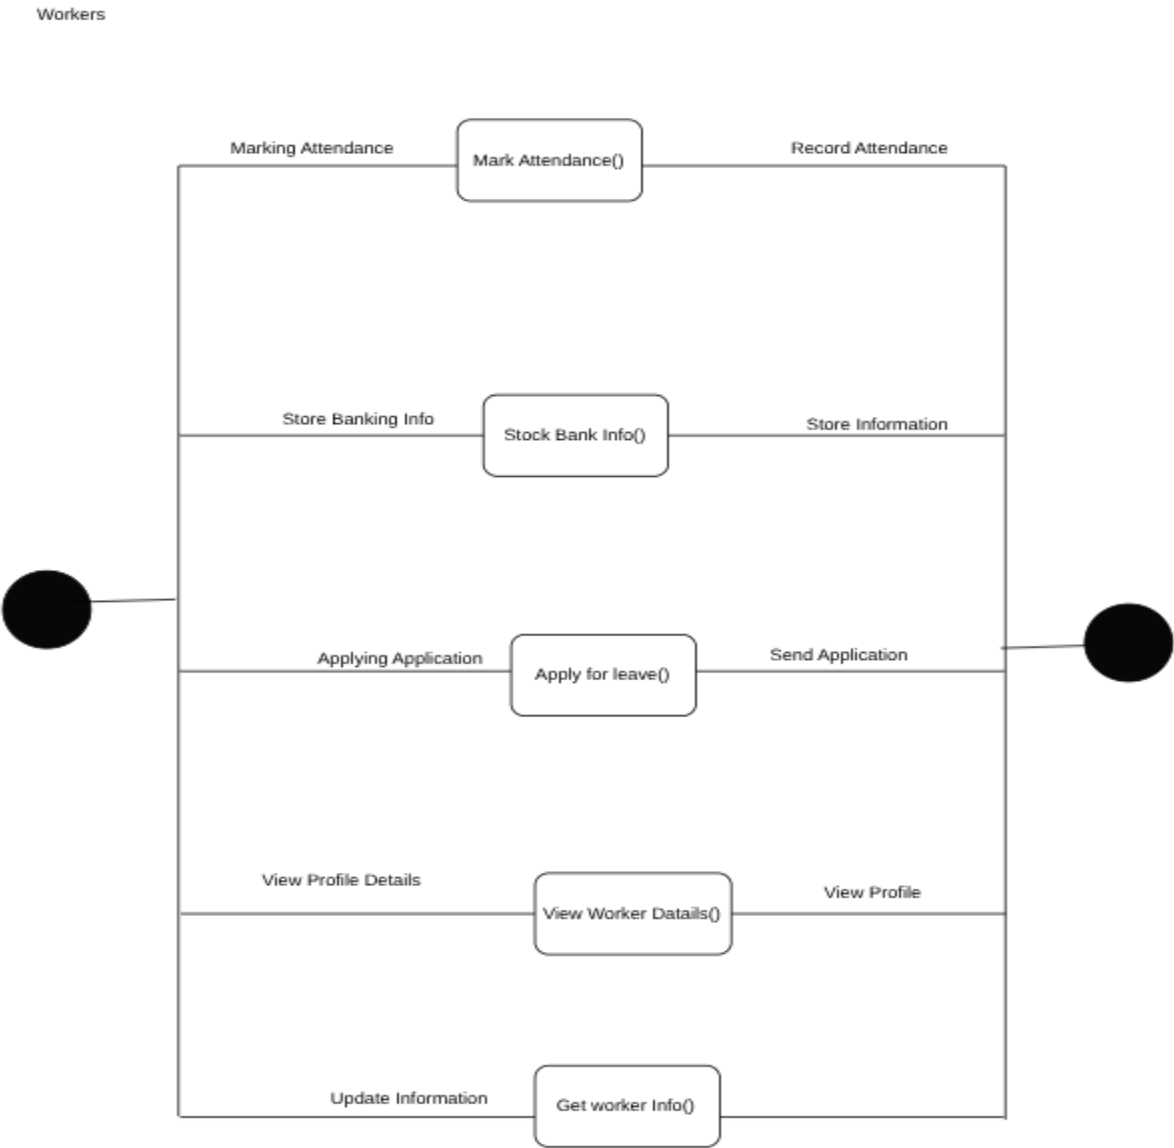 Workers
Marking Attendance
Mark Attendance()
Record Attendance
Store Banking Info
Stock Bank Info()
Store Information
Applying Application
Apply for leave()
Send Application
View Profile Details
View Worker Datails()
View Profile
Update Information
Get worker Info()